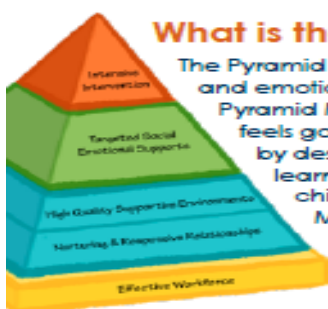 What is th
The Pyramid
and emotio
Pyramid M
feels go
by des
learn
chi
M
Intensive
Intervention
Targeted Social
Emotional Supports
High Quality Supportive Environments
Nurturing & Responsive Relationships
Effective Workforce